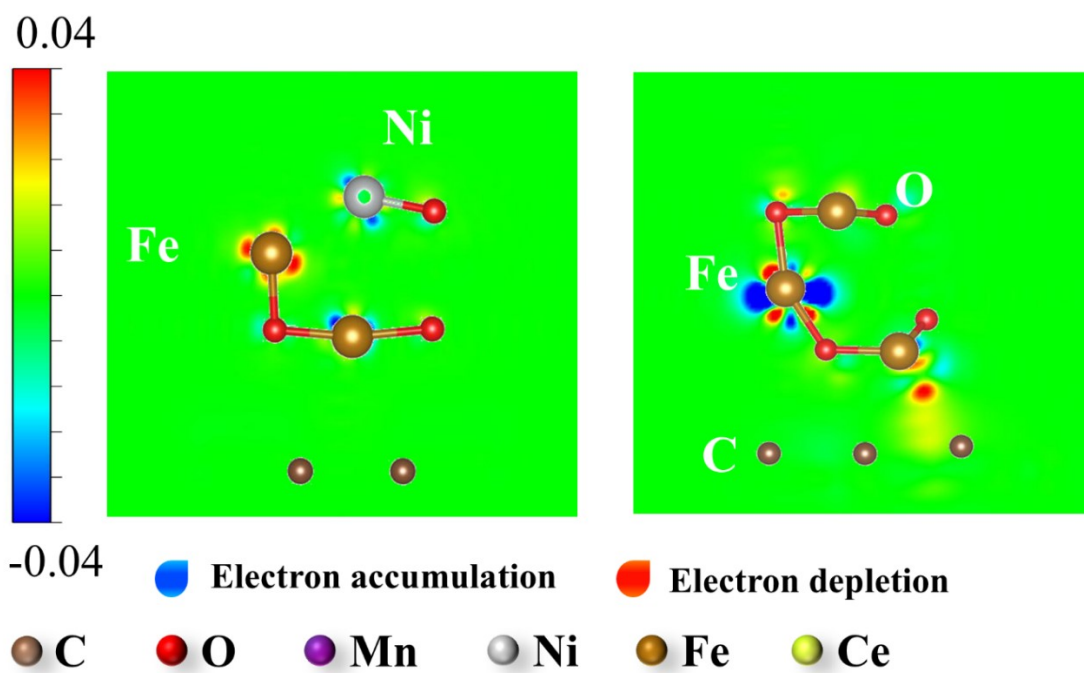 0.04
Ni
Fe
O
Fe
C
-0.04
Electron accumulation
Electron depletion
C
O
Mn
Ni
Fe
Ce